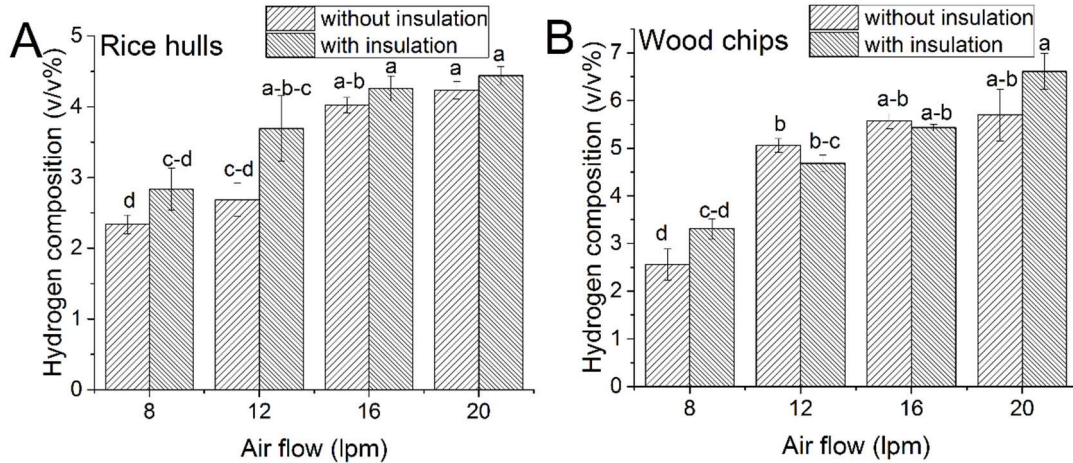 A
Rice hulls
without insulation
with insulation
Hydrogen composition (v/v%)
5
4
3
2
1
0
d
c-d
c-d
a-b-c
a-b
a
a
a
8
12
16
20
Air flow (lpm)
B
Wood chips
without insulation
with insulation
Hydrogen composition (v/v%)
7
6
5
4
3
2
1
0
d
c-d
b
b-c
a-b
a-b
a-b
a
8
12
16
20
Air flow (lpm)